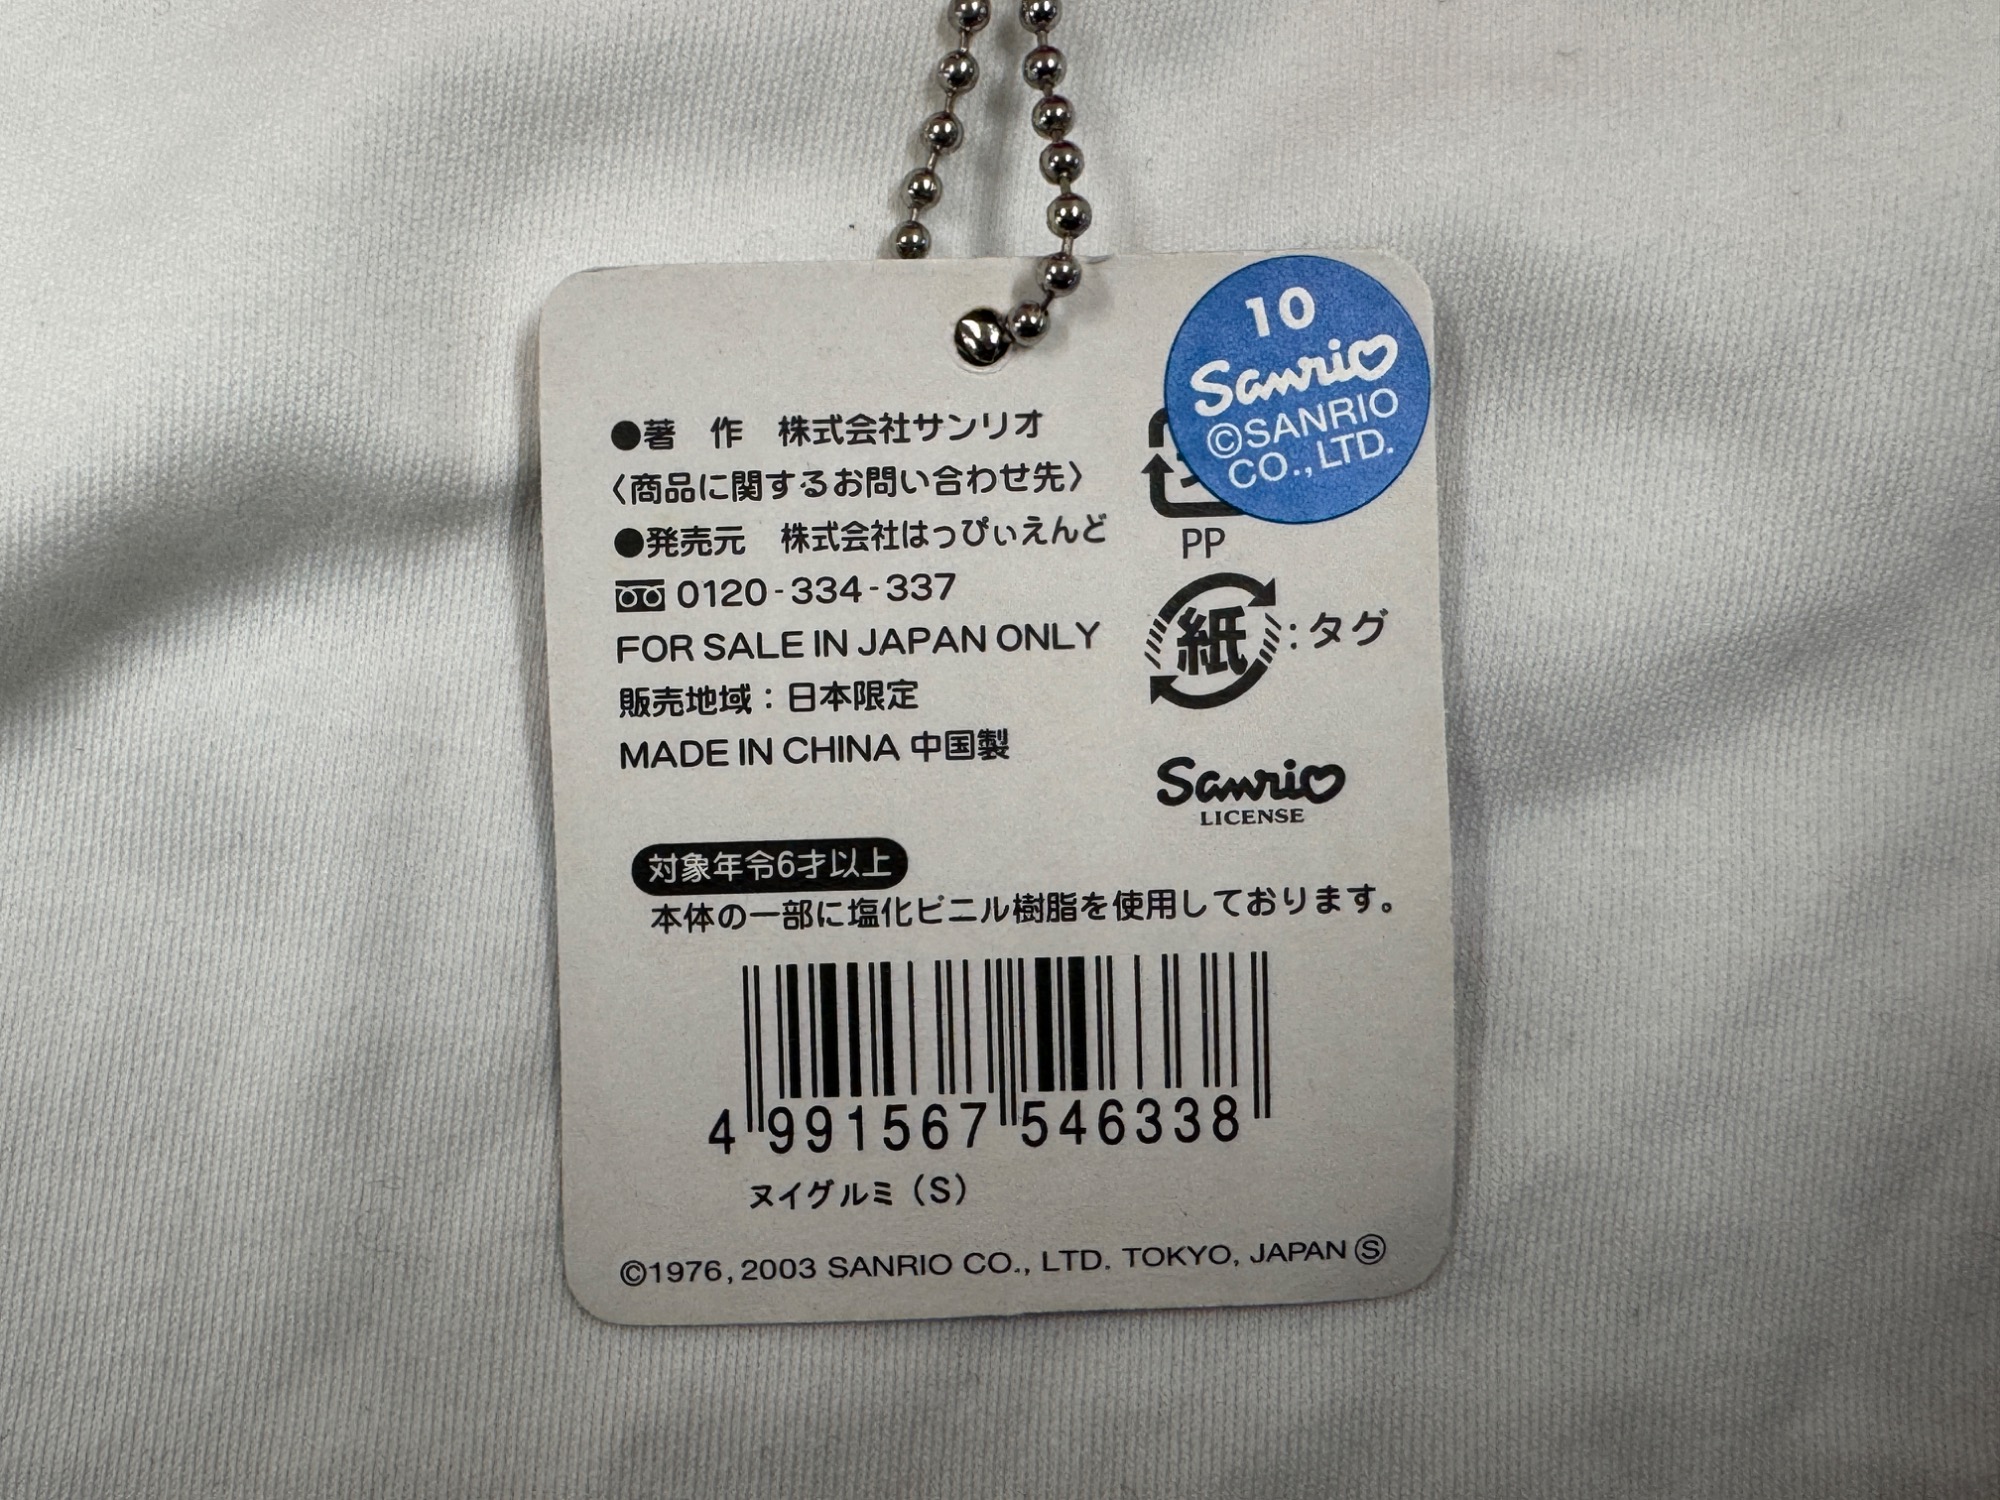 10
Sanrio
©SANRIO
CO., LTD.
●著 作 株式会社サンリオ
〈商品に関するお問い合わせ先〉
●発売元 株式会社はっぴぃえんど
0120-334-337
FOR SALE IN JAPAN ONLY
販売地域：日本限定
MADE IN CHINA 中国製
PP
紙：タグ
Sanrio
LICENSE
対象年令6才以上
本体の一部に塩化ビニル樹脂を使用しております。
4 991567 546338
ヌイグルミ（S）
©1976, 2003 SANRIO CO., LTD. TOKYO, JAPAN Ⓢ